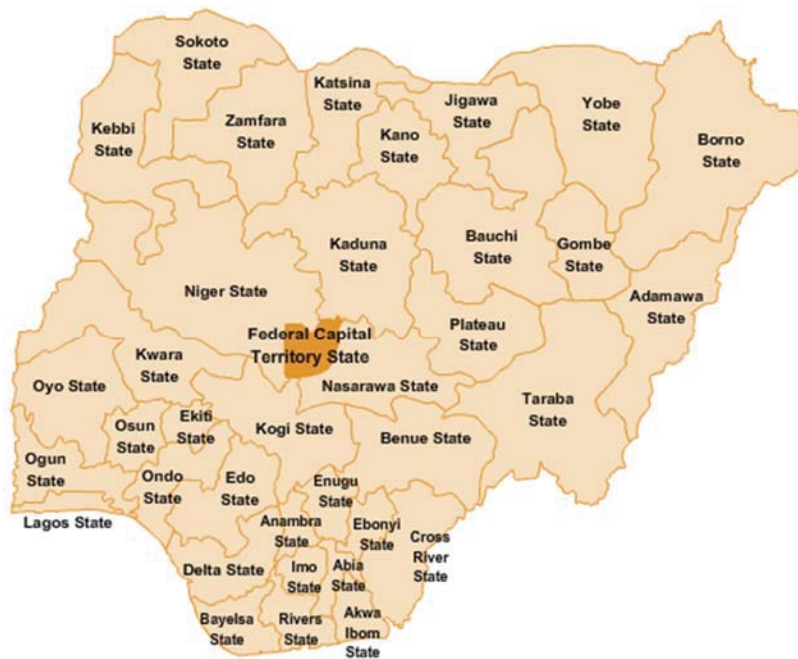 Sokoto
State
Katsina
State
Jigawa
State
Yobe
State
Kebbi
State
Zamfara
State
Kano
State
Borno
State
Kaduna
State
Bauchi
State
Gombe
State
Niger State
Adamawa
State
Federal Capital
Territory State
Plateau
State
Kwara
State
Oyo State
Nasarawa State
Taraba
State
Osun
State
Ekiti
State
Kogi State
Benue State
Ogun
State
Ondo
State
Edo
State
Enugu
State
Lagos State
Anambra
State
Ebonyi
State
Cross
River
State
Delta State
Imo
State
Abia
State
Bayelsa
State
Rivers
State
Akwa
Ibom
State